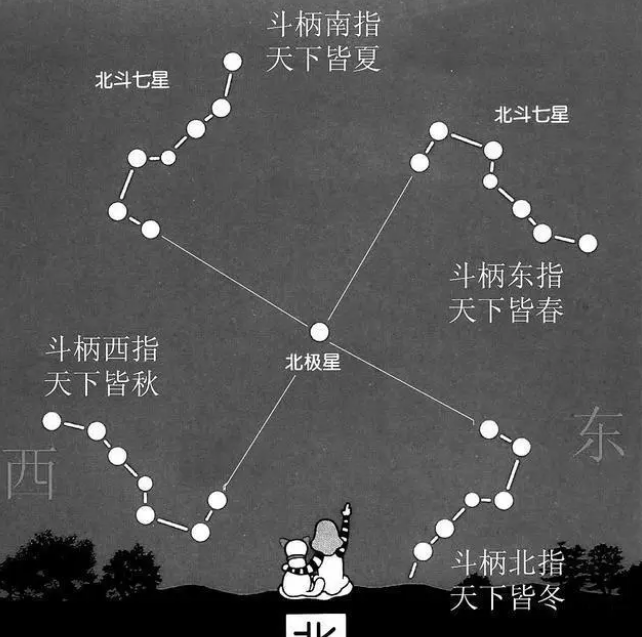 斗柄南指
天下皆夏
北斗七星
北斗七星
斗柄东指
天下皆春
北极星
斗柄西指
天下皆秋
西
东
斗柄北指
天下皆冬
北